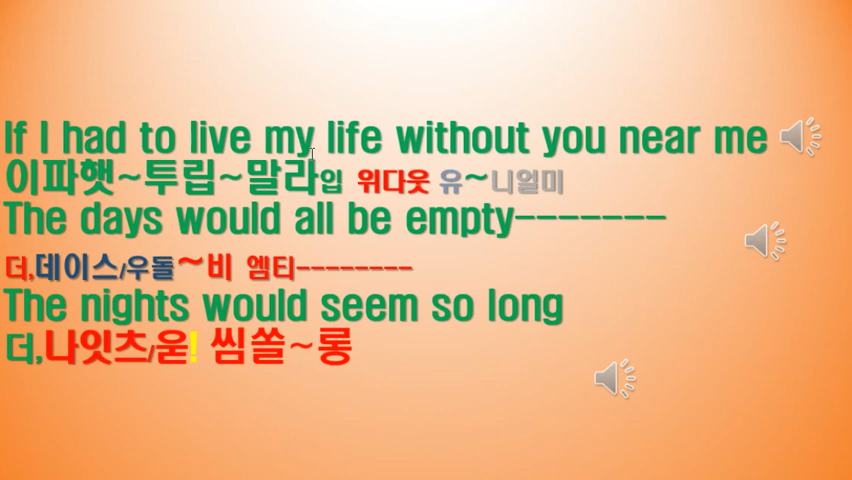 If I had to live my life without you near me
이파햇~투립~말라입 위다웃 유~니얼미
The days would all be empty-------
더,데이스/우돌~비 엠티--------
The nights would seem so long
더,나잇츠/욷! 씸쏠~롱